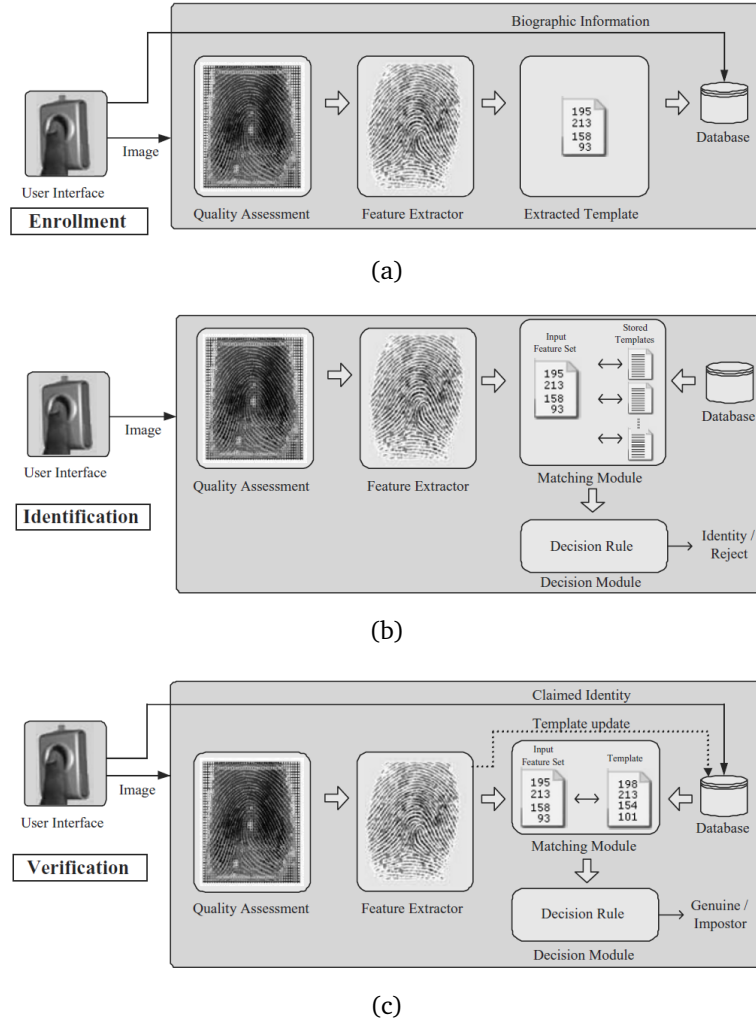 Biographic Information
195
213
158
93
Database
Image
User Interface
Enrollment
Quality Assessment
Feature Extractor
Extracted Template
(a)
Input
Feature Set
Stored
Templates
195
213
158
93
Database
Image
User Interface
Quality Assessment
Feature Extractor
Matching Module
Identification
Decision Rule
Identity /
Reject
Decision Module
(b)
Claimed Identity
Template update
Input
Feature Set
Template
195
213
158
93
198
213
154
101
Image
User Interface
Database
Matching Module
Verification
Quality Assessment
Feature Extractor
Decision Rule
Genuine /
Impostor
Decision Module
(c)